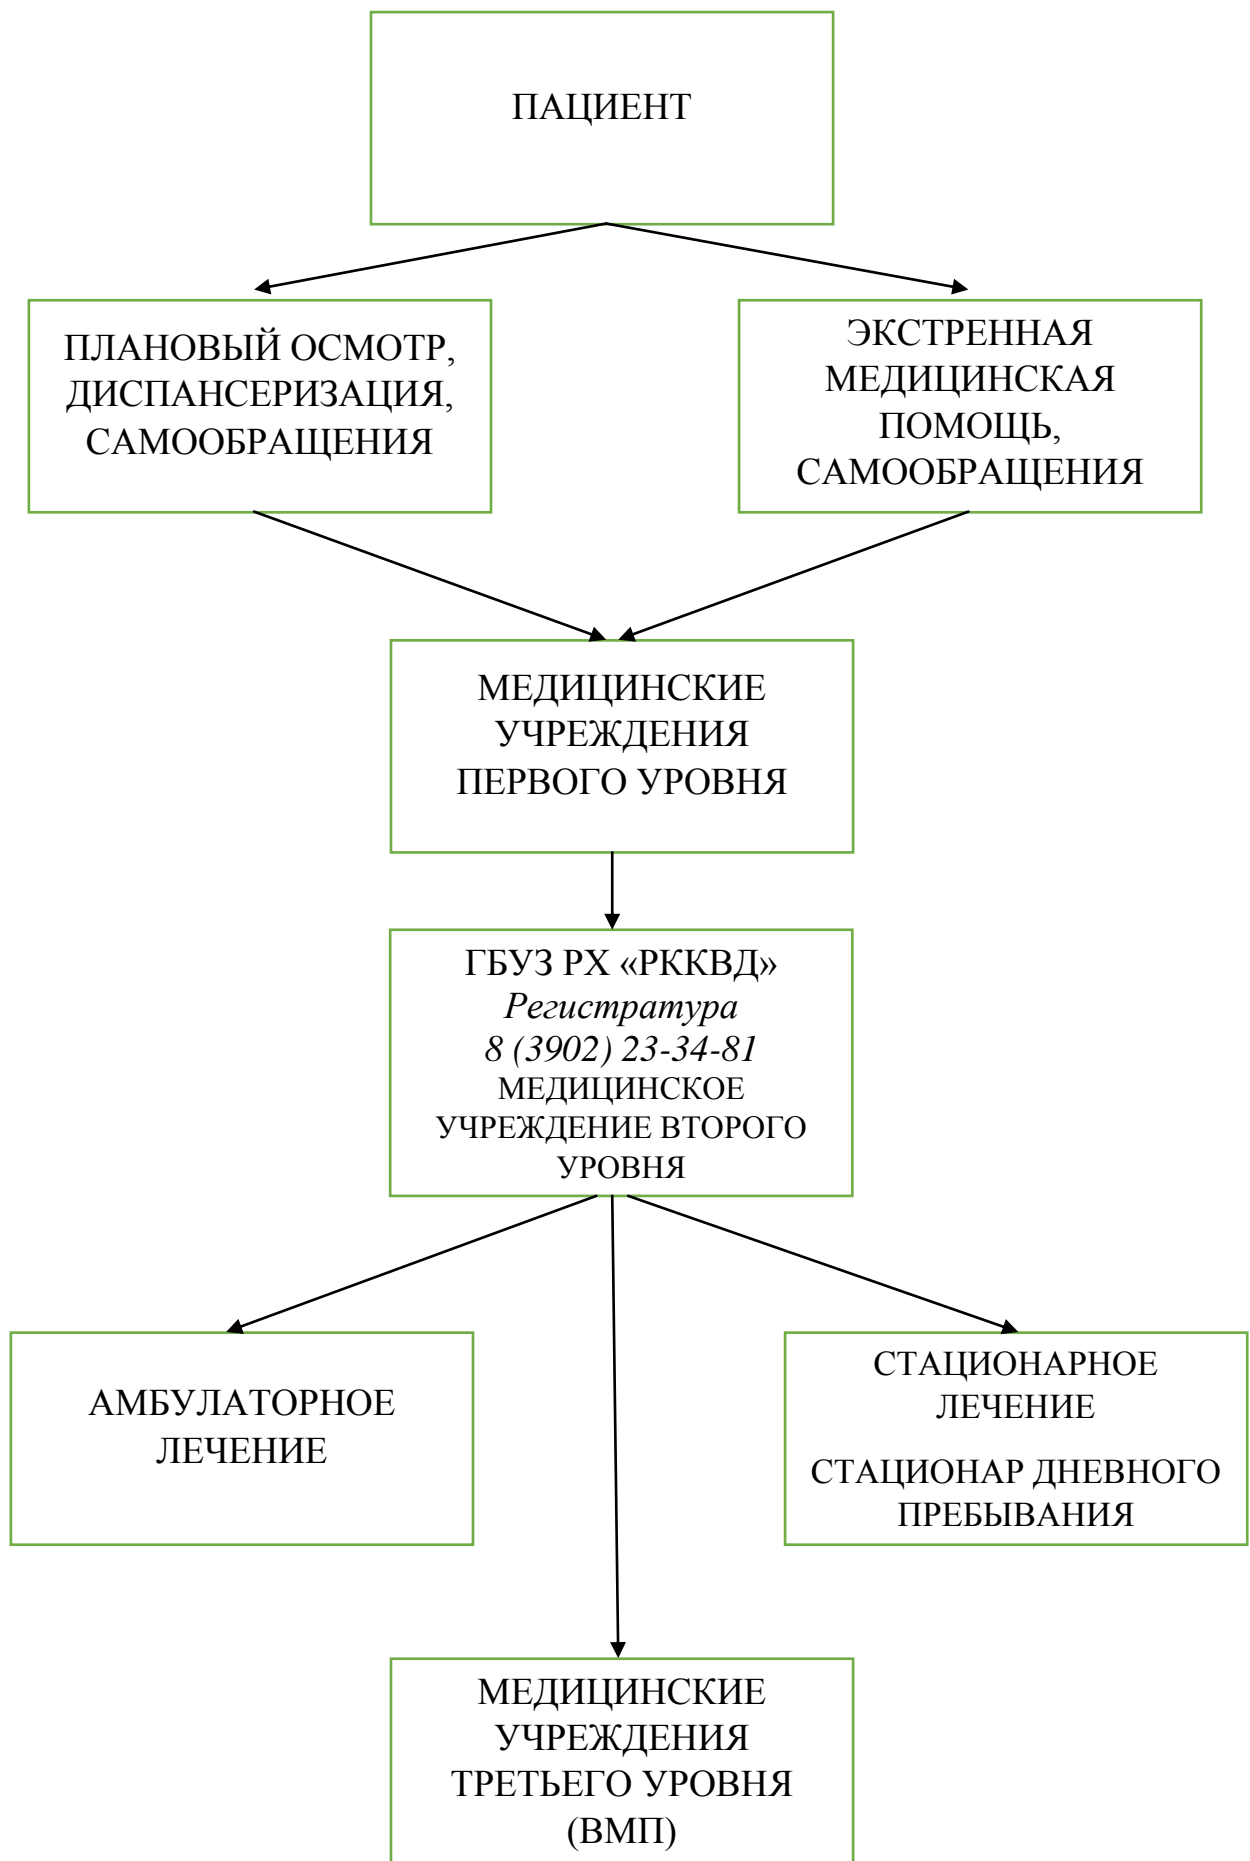 ПАЦИЕНТ
ПЛАНОВЫЙ ОСМОТР,
ДИСПАНСЕРИЗАЦИЯ,
САМООБРАЩЕНИЯ
ЭКСТРЕННАЯ
МЕДИЦИНСКАЯ
ПОМОЩЬ,
САМООБРАЩЕНИЯ
МЕДИЦИНСКИЕ
УЧРЕЖДЕНИЯ
ПЕРВОГО УРОВНЯ
ГБУЗ РХ «РККВД»
Регистратура
8 (3902) 23-34-81
МЕДИЦИНСКОЕ
УЧРЕЖДЕНИЕ ВТОРОГО
УРОВНЯ
АМБУЛАТОРНОЕ
ЛЕЧЕНИЕ
СТАЦИОНАРНОЕ
ЛЕЧЕНИЕ
СТАЦИОНАР ДНЕВНОГО
ПРЕБЫВАНИЯ
МЕДИЦИНСКИЕ
УЧРЕЖДЕНИЯ
ТРЕТЬЕГО УРОВНЯ
(ВМП)